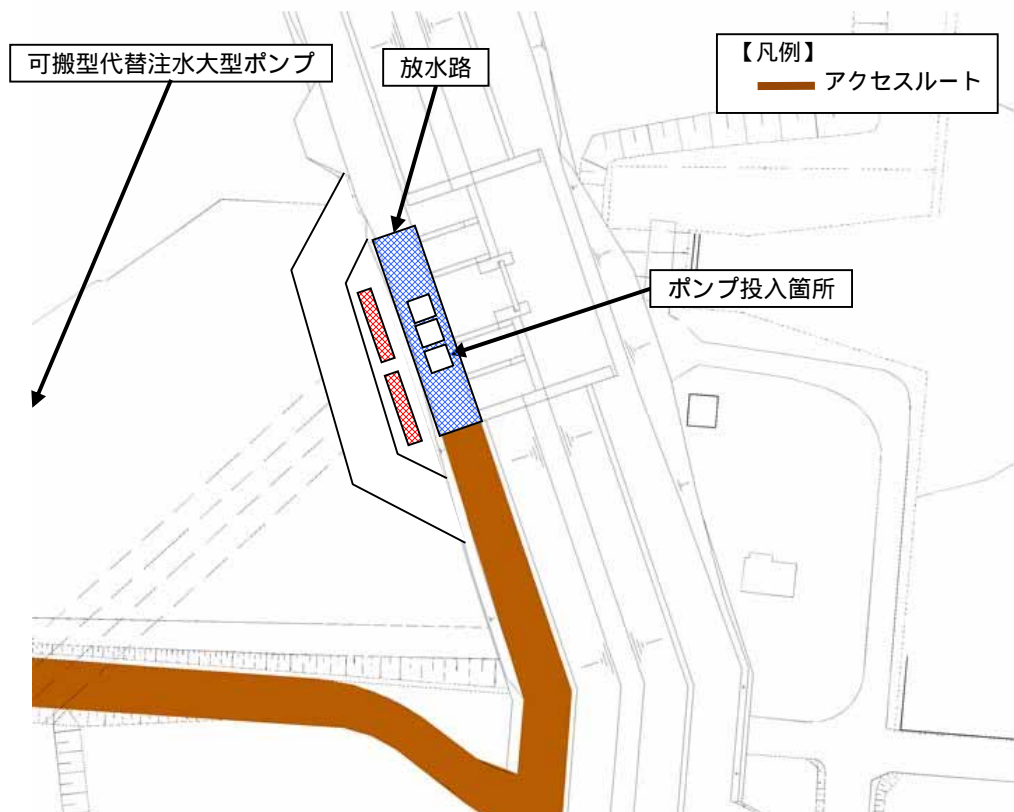 可搬型代替注水大型ポンプ
放水路
【凡例】
アクセスルート
ポンプ投入箇所